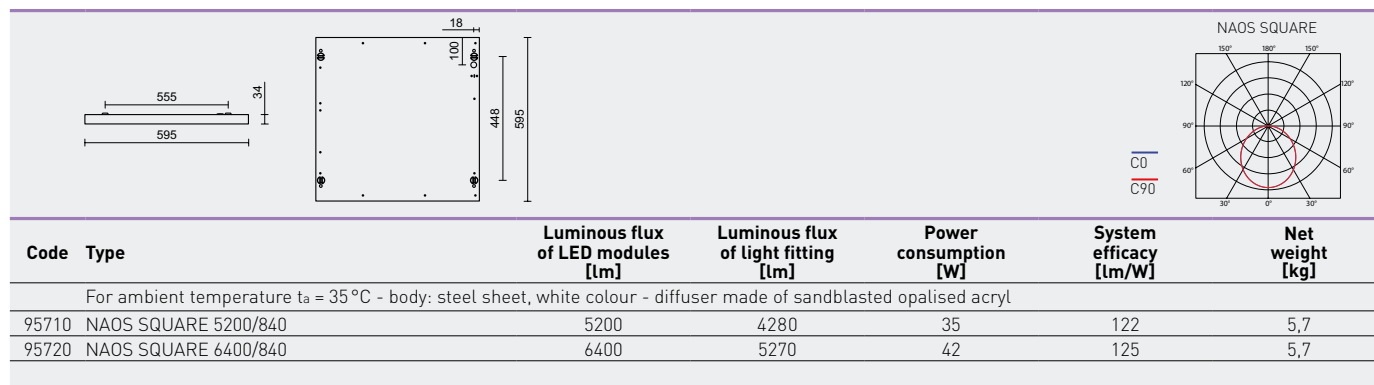 18
100
448
595
555
34
595
NAOS SQUARE
150° 180° 150°
120° 120°
90° 90°
60° 60°
30° 0° 30°
C0
C90
Code Type Luminous flux of LED modules [lm] Luminous flux of light fitting [lm] Power consumption [W] System efficacy [lm/W] Net weight [kg]
For ambient temperature ta = 35 °C - body: steel sheet, white colour - diffuser made of sandblasted opalised acryl
95710 NAOS SQUARE 5200/840 5200 4280 35 122 5,7
95720 NAOS SQUARE 6400/840 6400 5270 42 125 5,7